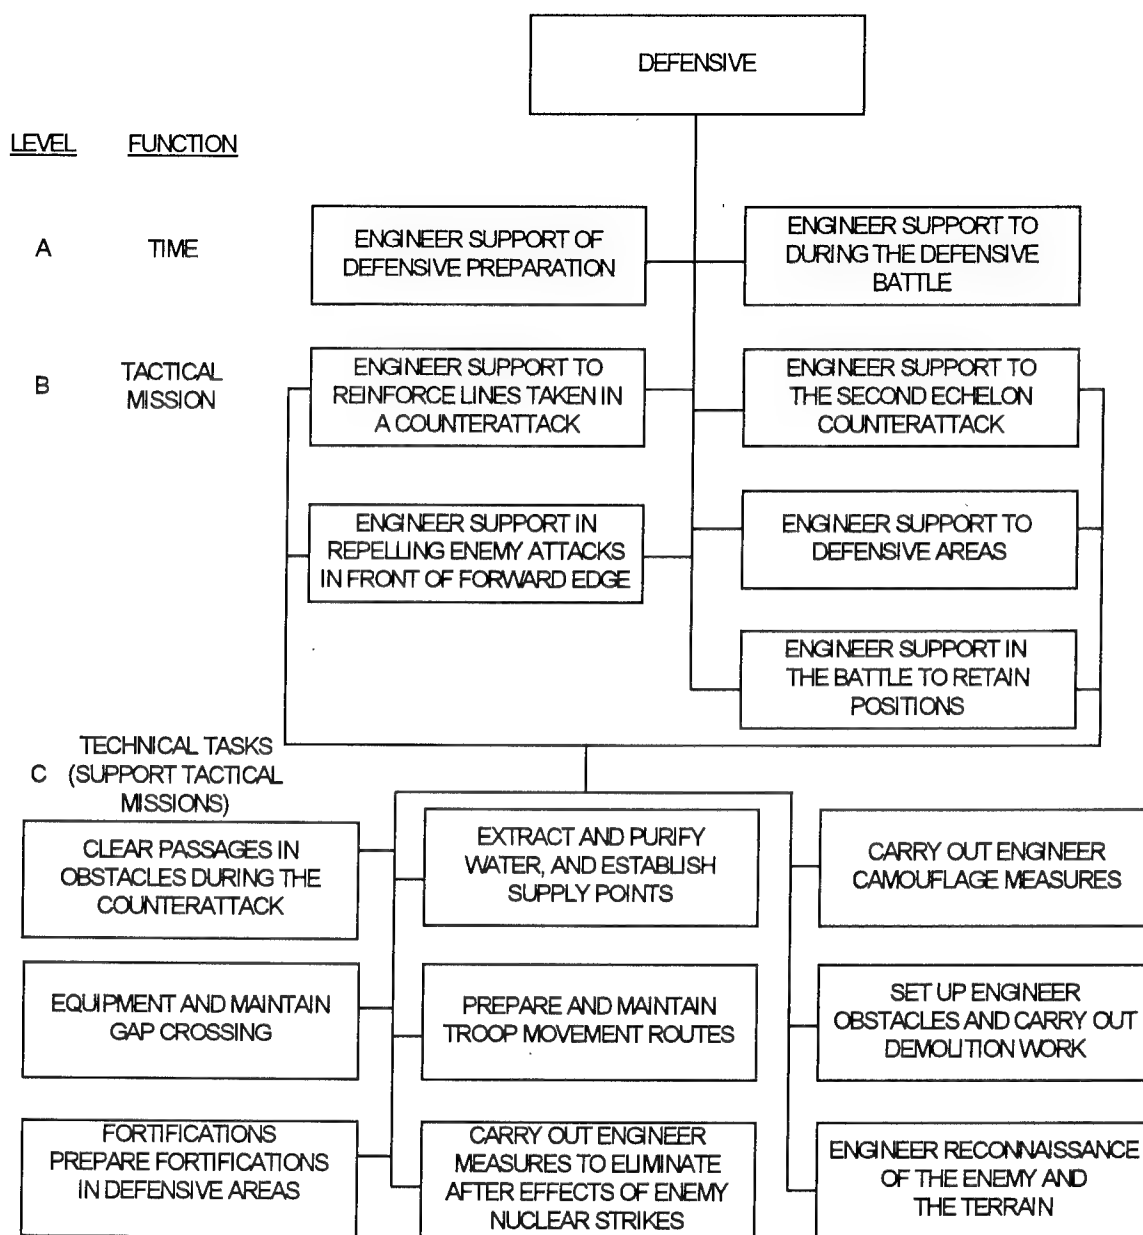 DEFENSIVE
LEVEL FUNCTION
A TIME
ENGINEER SUPPORT OF
DEFENSIVE PREPARATION
ENGINEER SUPPORT TO
DURING THE DEFENSIVE
BATTLE
B TACTICAL
MISSION
ENGINEER SUPPORT TO
REINFORCE LINES TAKEN IN
A COUNTERATTACK
ENGINEER SUPPORT TO
THE SECOND ECHELON
COUNTERATTACK
ENGINEER SUPPORT IN
REPELLING ENEMY ATTACKS
IN FRONT OF FORWARD EDGE
ENGINEER SUPPORT TO
DEFENSIVE AREAS
ENGINEER SUPPORT IN
THE BATTLE TO RETAIN
POSITIONS
TECHNICAL TASKS
C (SUPPORT TACTICAL
MISSIONS)
CLEAR PASSAGES IN
OBSTACLES DURING THE
COUNTERATTACK
EXTRACT AND PURIFY
WATER, AND ESTABLISH
SUPPLY POINTS
CARRY OUT ENGINEER
CAMOUFLAGE MEASURES
EQUIPMENT AND MAINTAIN
GAP CROSSING
PREPARE AND MAINTAIN
TROOP MOVEMENT ROUTES
SET UP ENGINEER
OBSTACLES AND CARRY OUT
DEMOLITION WORK
FORTIFICATIONS
PREPARE FORTIFICATIONS
IN DEFENSIVE AREAS
CARRY OUT ENGINEER
MEASURES TO ELIMINATE
AFTER EFFECTS OF ENEMY
NUCLEAR STRIKES
ENGINEER RECONNAISSANCE
OF THE ENEMY AND
THE TERRAIN